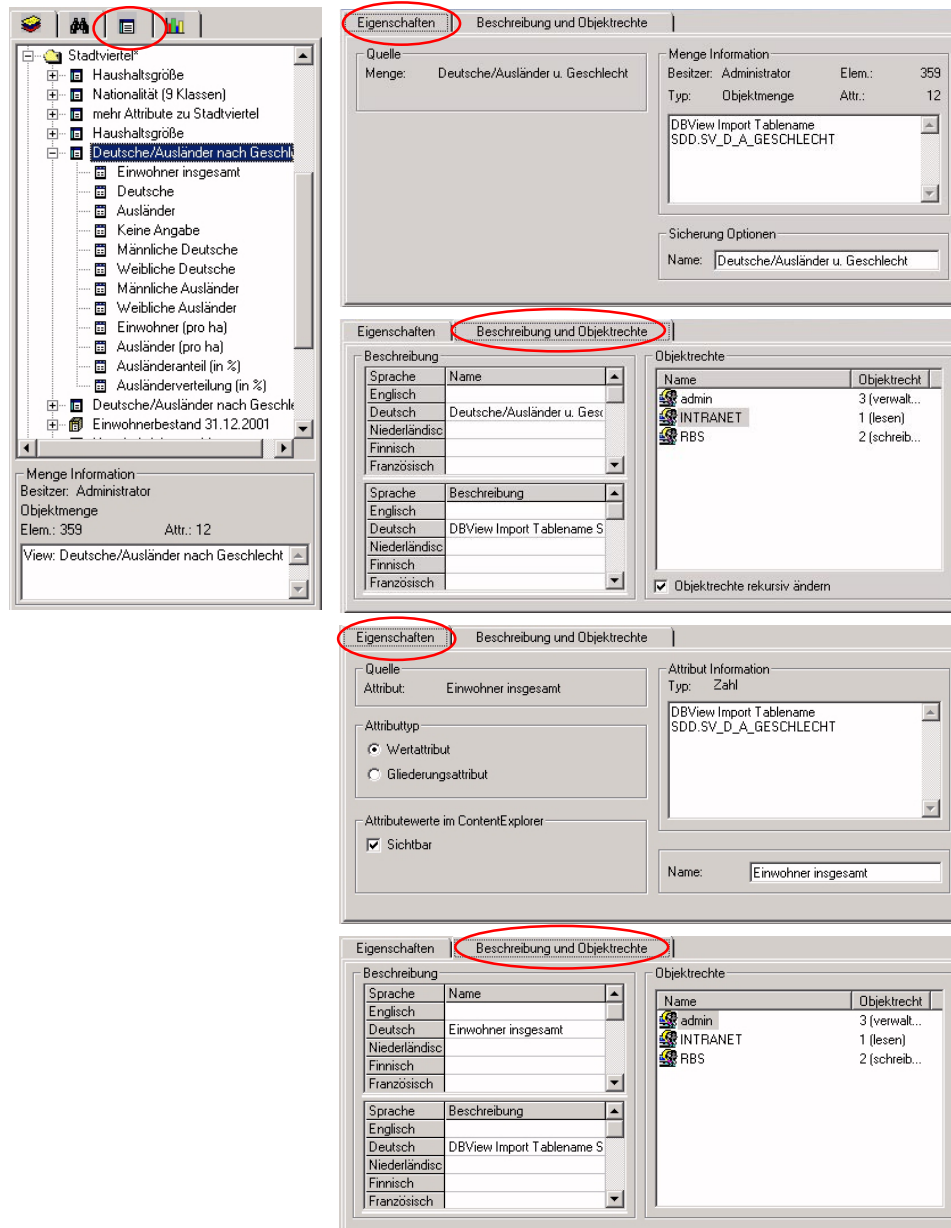 Stadtviertel*
Haushaltsgröße
Nationalität (9 Klassen)
mehr Attribute zu Stadtviertel
Haushaltsgröße
Deutsche/Ausländer nach Geschl
Einwohner insgesamt
Deutsche
Ausländer
Keine Angabe
Männliche Deutsche
Weibliche Deutsche
Männliche Ausländer
Weibliche Ausländer
Einwohner (pro ha)
Ausländer (pro ha)
Ausländeranteil (in %)
Ausländerverteilung (in %)
Deutsche/Ausländer nach Geschle
Einwohnerbestand 31.12.2001
Menge Information
Besitzer: Administrator
Objektmenge
Elem.: 359 Attr.: 12
View: Deutsche/Ausländer nach Geschlecht
Eigenschaften Beschreibung und Objektrechte
Quelle
Menge: Deutsche/Ausländer u. Geschlecht
Menge Information
Besitzer: Administrator Elem.: 359
Typ: Objektmenge Attr.: 12
DBView Import Tablename
SDD.SV_D_A_GESCHLECHT
Sicherung Optionen
Name: Deutsche/Ausländer u. Geschlecht
Eigenschaften Beschreibung und Objektrechte
Beschreibung
Sprache Name
Englisch
Deutsch Deutsche/Ausländer u. Gesc
Niederländisc
Finnisch
Französisch
Sprache Beschreibung
Englisch
Deutsch DBView Import Tablename S
Niederländisc
Finnisch
Französisch
Objektrechte
Name Objektrecht
admin 3 (verwalt...
INTRANET 1 (lesen)
RBS 2 (schreib...
Objektrechte rekursiv ändern
Eigenschaften Beschreibung und Objektrechte
Quelle
Attribut: Einwohner insgesamt
Attributtyp
Wertattribut
Gliederungsattribut
Attributewerte im ContentExplorer
Sichtbar
Attribut Information
Typ: Zahl
DBView Import Tablename
SDD.SV_D_A_GESCHLECHT
Name: Einwohner insgesamt
Eigenschaften Beschreibung und Objektrechte
Beschreibung
Sprache Name
Englisch
Deutsch Einwohner insgesamt
Niederländisc
Finnisch
Französisch
Sprache Beschreibung
Englisch
Deutsch DBView Import Tablename S
Niederländisc
Finnisch
Französisch
Objektrechte
Name Objektrecht
admin 3 (verwalt...
INTRANET 1 (lesen)
RBS 2 (schreib...